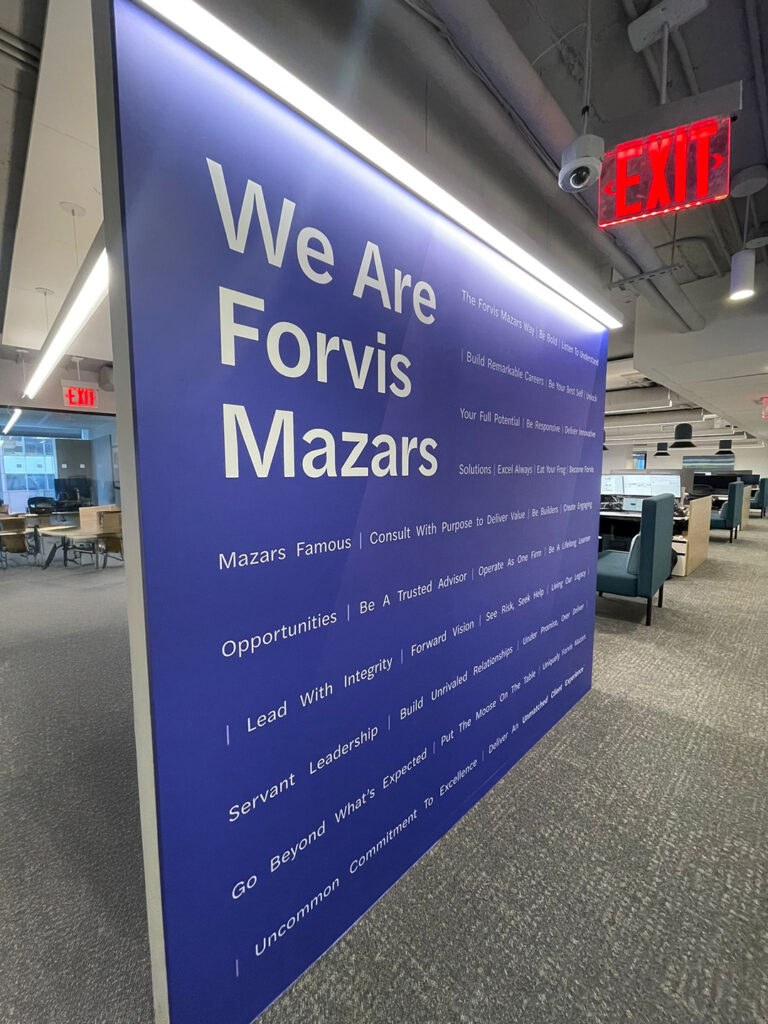 We Are
Forvis
Mazars
The Forvis Mazars Way | Be Bold | Listen To Understand
| Build Remarkable Careers | Be Your Best Self | Unlock
Your Full Potential | Be Responsive | Deliver Innovative
Solutions | Excel Always | Eat Your Frog | Become Forvis
Mazars Famous | Consult With Purpose to Deliver Value | Be Builders | Create Engaging
Opportunities | Be A Trusted Advisor | Operate As One Firm | Be A Lifelong Learner
| Lead With Integrity | Forward Vision | See Risk, Seek Help | Living Our Legacy |
Servant Leadership | Build Unrivaled Relationships | Under Promise, Over Deliver |
Go Beyond What's Expected | Put The Moose On The Table | Uniquely Forvis Mazars
| Uncommon Commitment To Excellence | Deliver An Unmatched Client Experience
EXIT
EXIT